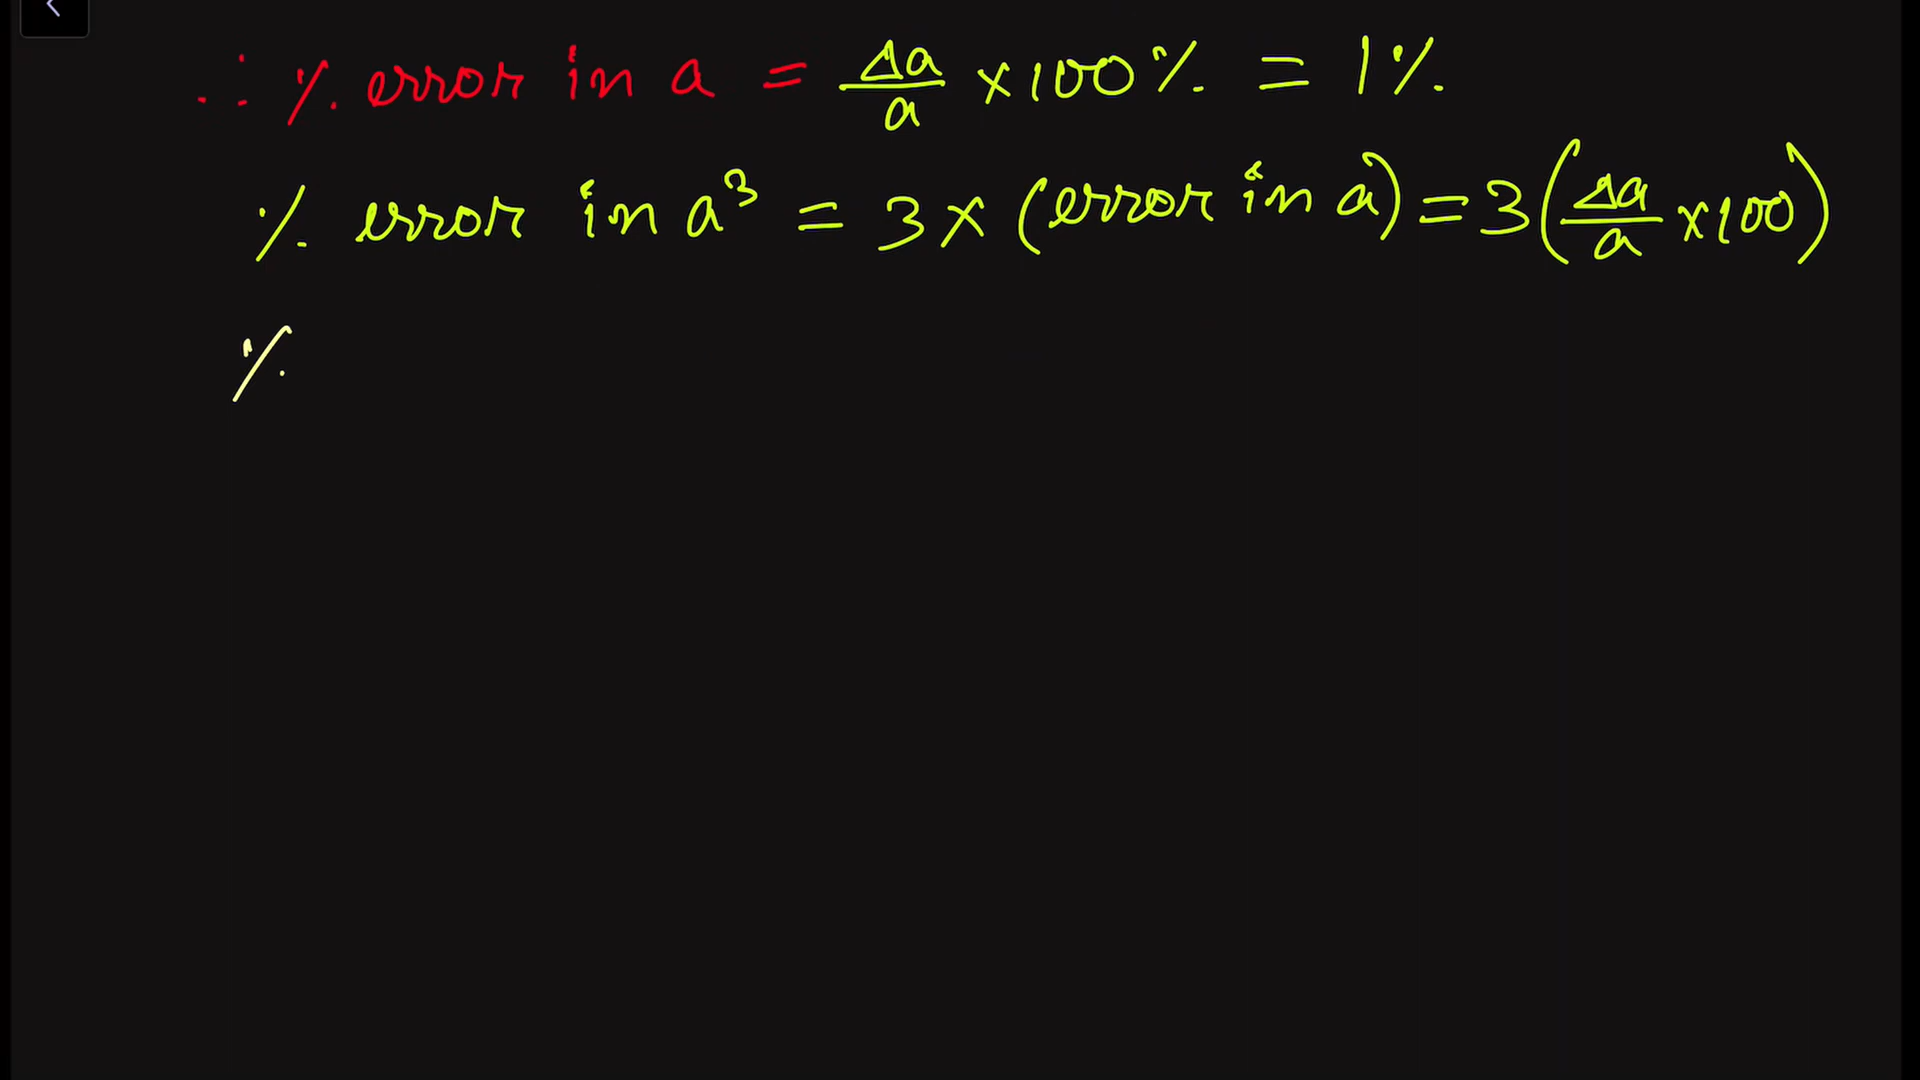 ∴ % error in a = Δa/a × 100 % = 1 %
% error in a³ = 3 × (error in a) = 3 (Δa/a × 100)
%